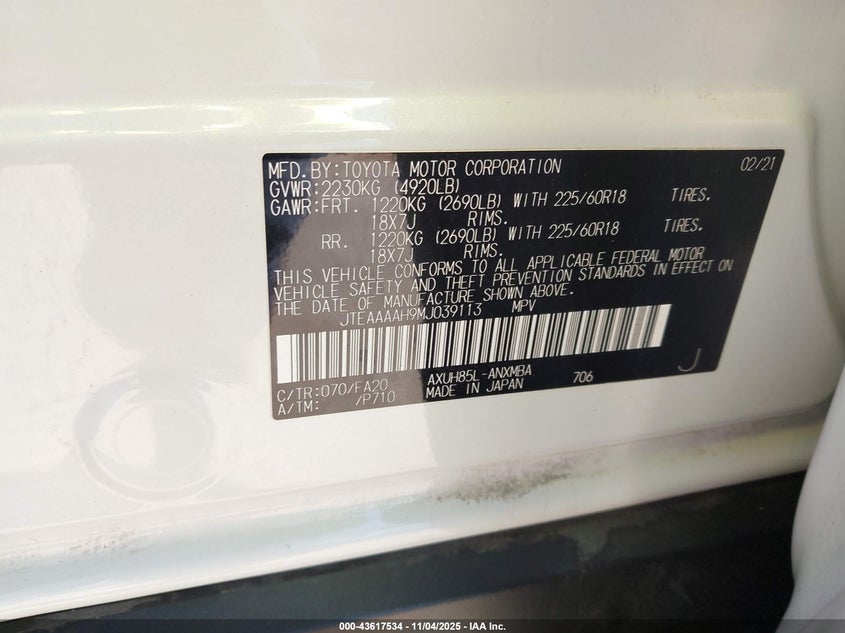 MFD.BY:TOYOTA MOTOR CORPORATION 02/21
GVWR:2230KG (4920LB)
GAWR:FRT. 1220KG (2690LB) WITH 225/60R18 TIRES.
18X7J RIMS.
RR. 1220KG (2690LB) WITH 225/60R18 TIRES.
18X7J RIMS.
THIS VEHICLE CONFORMS TO ALL APPLICABLE FEDERAL MOTOR
VEHICLE SAFETY AND THEFT PREVENTION STANDARDS IN EFFECT ON
THE DATE OF MANUFACTURE SHOWN ABOVE.
JTEAAAAH9MJ039113 MPV
C/TR:070/FA20 AXUH85L-ANXMBA 706 J
A/TM: /P710 MADE IN JAPAN
000-43617534 - 11/04/2025 - IAA Inc.